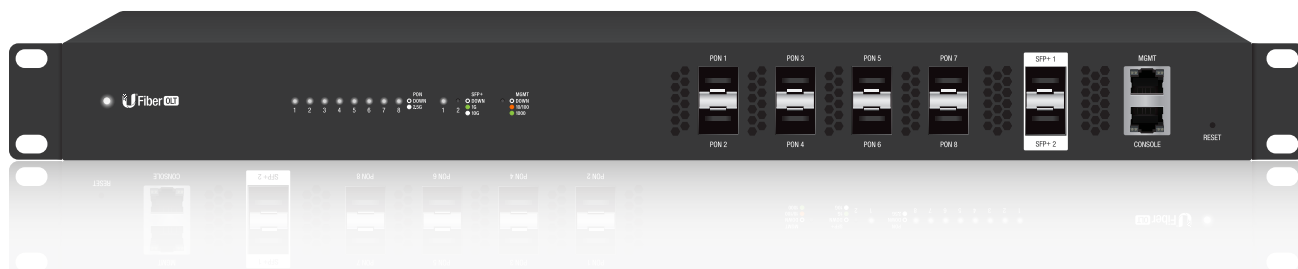 U Fiber OLT
1 2 3 4 5 6 7 8
PON
DOWN
2.5G
1 2
SFP+
DOWN
1G
10G
MGMT
DOWN
10/100
1000
PON 1
PON 3
PON 5
PON 7
SFP+ 1
MGMT
PON 2
PON 4
PON 6
PON 8
SFP+ 2
CONSOLE
RESET